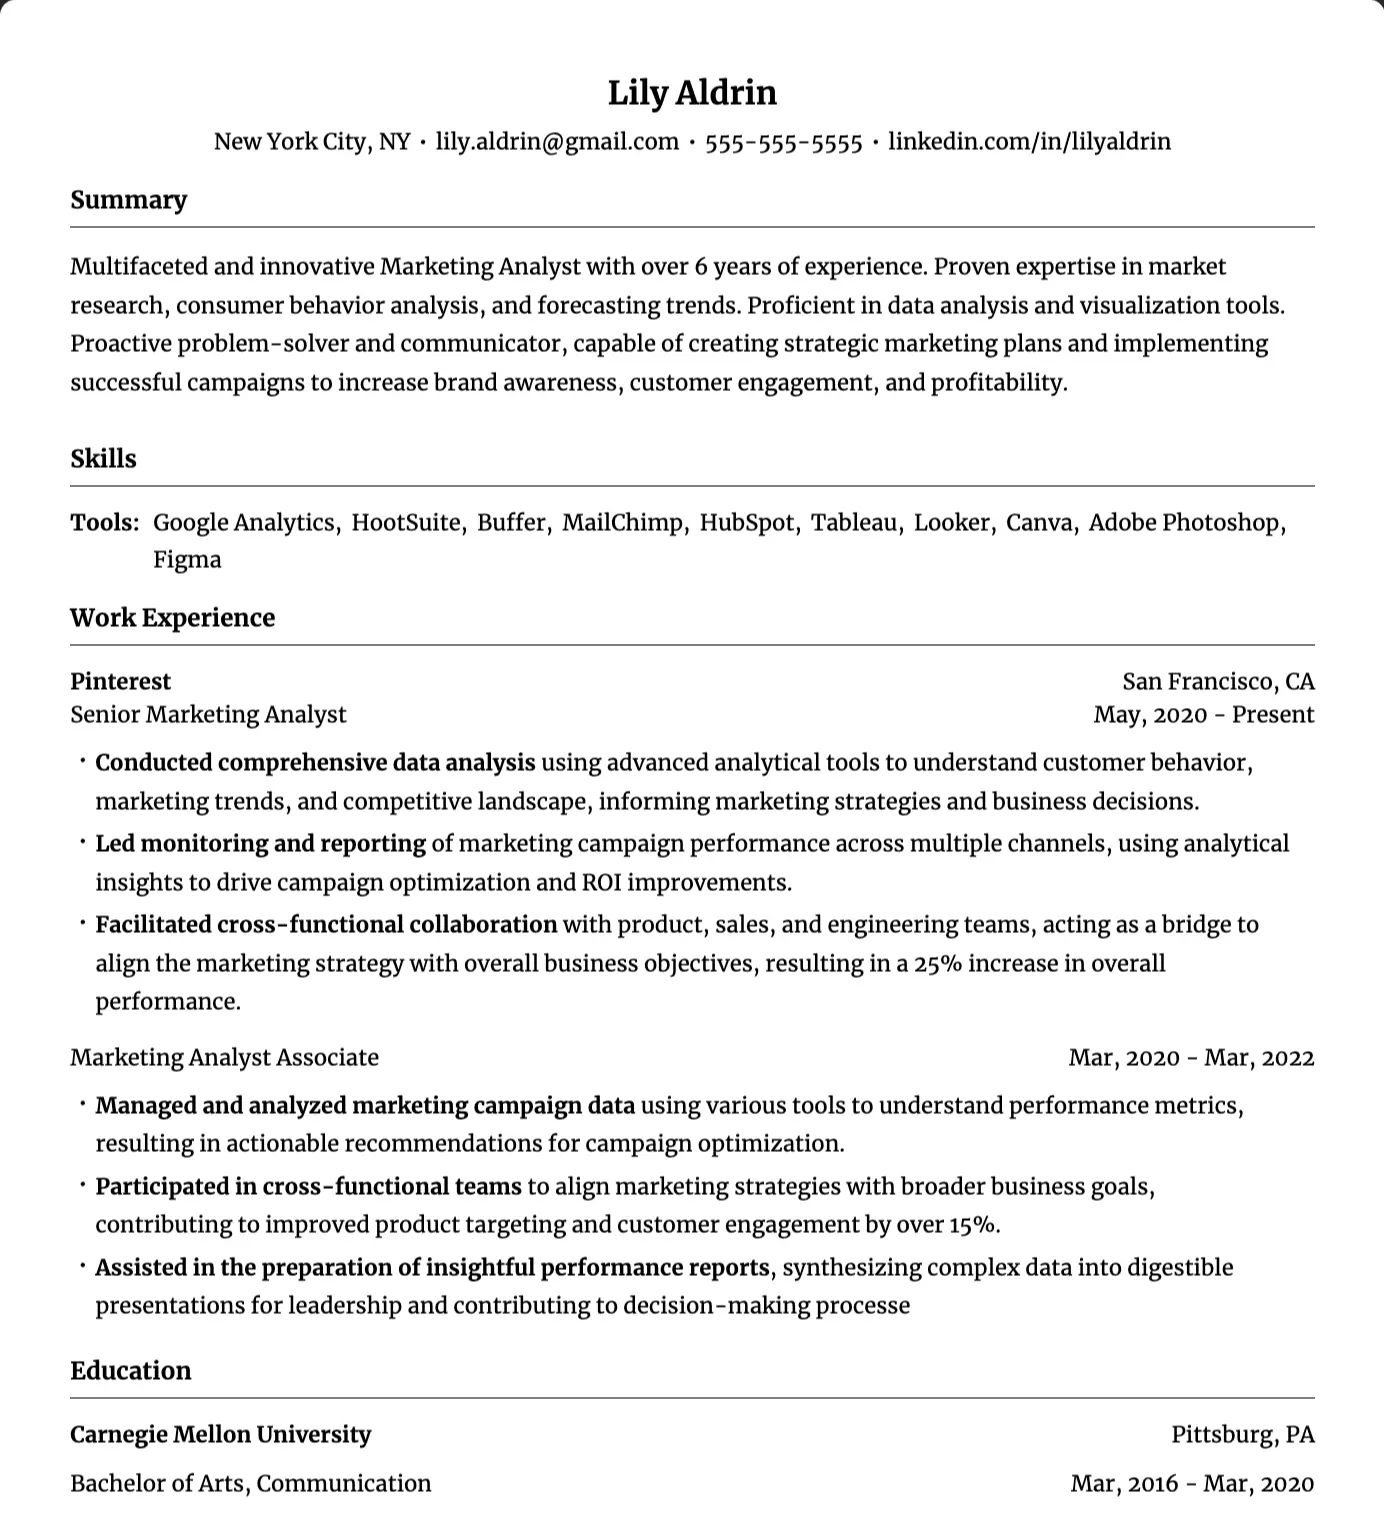 Lily Aldrin
New York City, NY • lily.aldrin@gmail.com • 555-555-5555 • linkedin.com/in/lilyaldrin
Summary
Multifaceted and innovative Marketing Analyst with over 6 years of experience. Proven expertise in market
research, consumer behavior analysis, and forecasting trends. Proficient in data analysis and visualization tools.
Proactive problem-solver and communicator, capable of creating strategic marketing plans and implementing
successful campaigns to increase brand awareness, customer engagement, and profitability.
Skills
Tools: Google Analytics, HootSuite, Buffer, MailChimp, HubSpot, Tableau, Looker, Canva, Adobe Photoshop,
Figma
Work Experience
Pinterest San Francisco, CA
Senior Marketing Analyst May, 2020 - Present
• Conducted comprehensive data analysis using advanced analytical tools to understand customer behavior,
marketing trends, and competitive landscape, informing marketing strategies and business decisions.
• Led monitoring and reporting of marketing campaign performance across multiple channels, using analytical
insights to drive campaign optimization and ROI improvements.
• Facilitated cross-functional collaboration with product, sales, and engineering teams, acting as a bridge to
align the marketing strategy with overall business objectives, resulting in a 25% increase in overall
performance.
Marketing Analyst Associate Mar, 2020 - Mar, 2022
• Managed and analyzed marketing campaign data using various tools to understand performance metrics,
resulting in actionable recommendations for campaign optimization.
• Participated in cross-functional teams to align marketing strategies with broader business goals,
contributing to improved product targeting and customer engagement by over 15%.
• Assisted in the preparation of insightful performance reports, synthesizing complex data into digestible
presentations for leadership and contributing to decision-making processe
Education
Carnegie Mellon University Pittsburg, PA
Bachelor of Arts, Communication Mar, 2016 - Mar, 2020